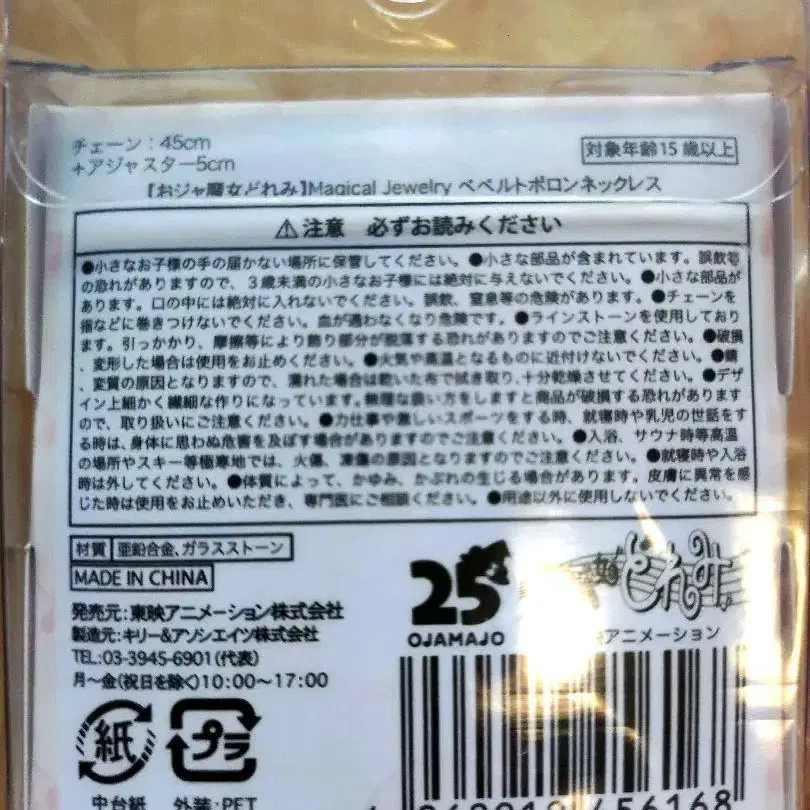 チェーン：45cm
+アジャスター5cm
対象年齢15歳以上
【おジャ魔女どれみ】Magical Jewelry ペペルトポロンネックレス
⚠注意　必ずお読みください
●小さなお子様の手の届かない場所に保管してください。●小さな部品が含まれています。誤飲等
の恐れがありますので、3歳未満の小さなお子様には絶対に与えないでください。●小さな部品が
あります。口の中には絶対に入れないでください。誤飲、窒息等の危険があります。●チェーンを
指などに巻きつけないでください。血が通わなくなり危険です。●ラインストーンを使用しており
ます。引っかかり、摩擦等により飾り部分が脱落する恐れがありますのでご注意ください。●破損
、変形した場合は使用をお止めください。●火気や高温となるものに近付けないでください。●錆
、変質の原因となりますので、濡れた場合は乾いた布で拭き取り、十分乾燥させてください。●デザ
イン上細かく繊細な作りになっています。無理な扱い方をしますと商品が破損する恐れがあります
ので、取り扱いにご注意ください。●力仕事や激しいスポーツをする時、就寝時や乳児の世話をす
る時は、身体に思わぬ危害を及ぼす場合がありますのでご注意ください。●入浴、サウナ時等高温
の場所やスキー等極寒地では、火傷、凍傷の原因となりますのでご注意ください。●就寝時や入浴
時は外してください。●体質によって、かゆみ、かぶれの生じる場合があります。皮膚に異常を感
じた時は使用をお止めいただき、専門医にご相談ください。●用途以外に使用しないでください。
材質 亜鉛合金、ガラスストーン
MADE IN CHINA
発売元：東映アニメーション株式会社
製造元：キリー&アソシエイツ株式会社
TEL:03-3945-6901（代表）
月〜金(祝日を除く)10:00〜17:00
25
OJAMAJO
どれみ
アニメーション
紙
プラ
中台紙　外装：PET
656168